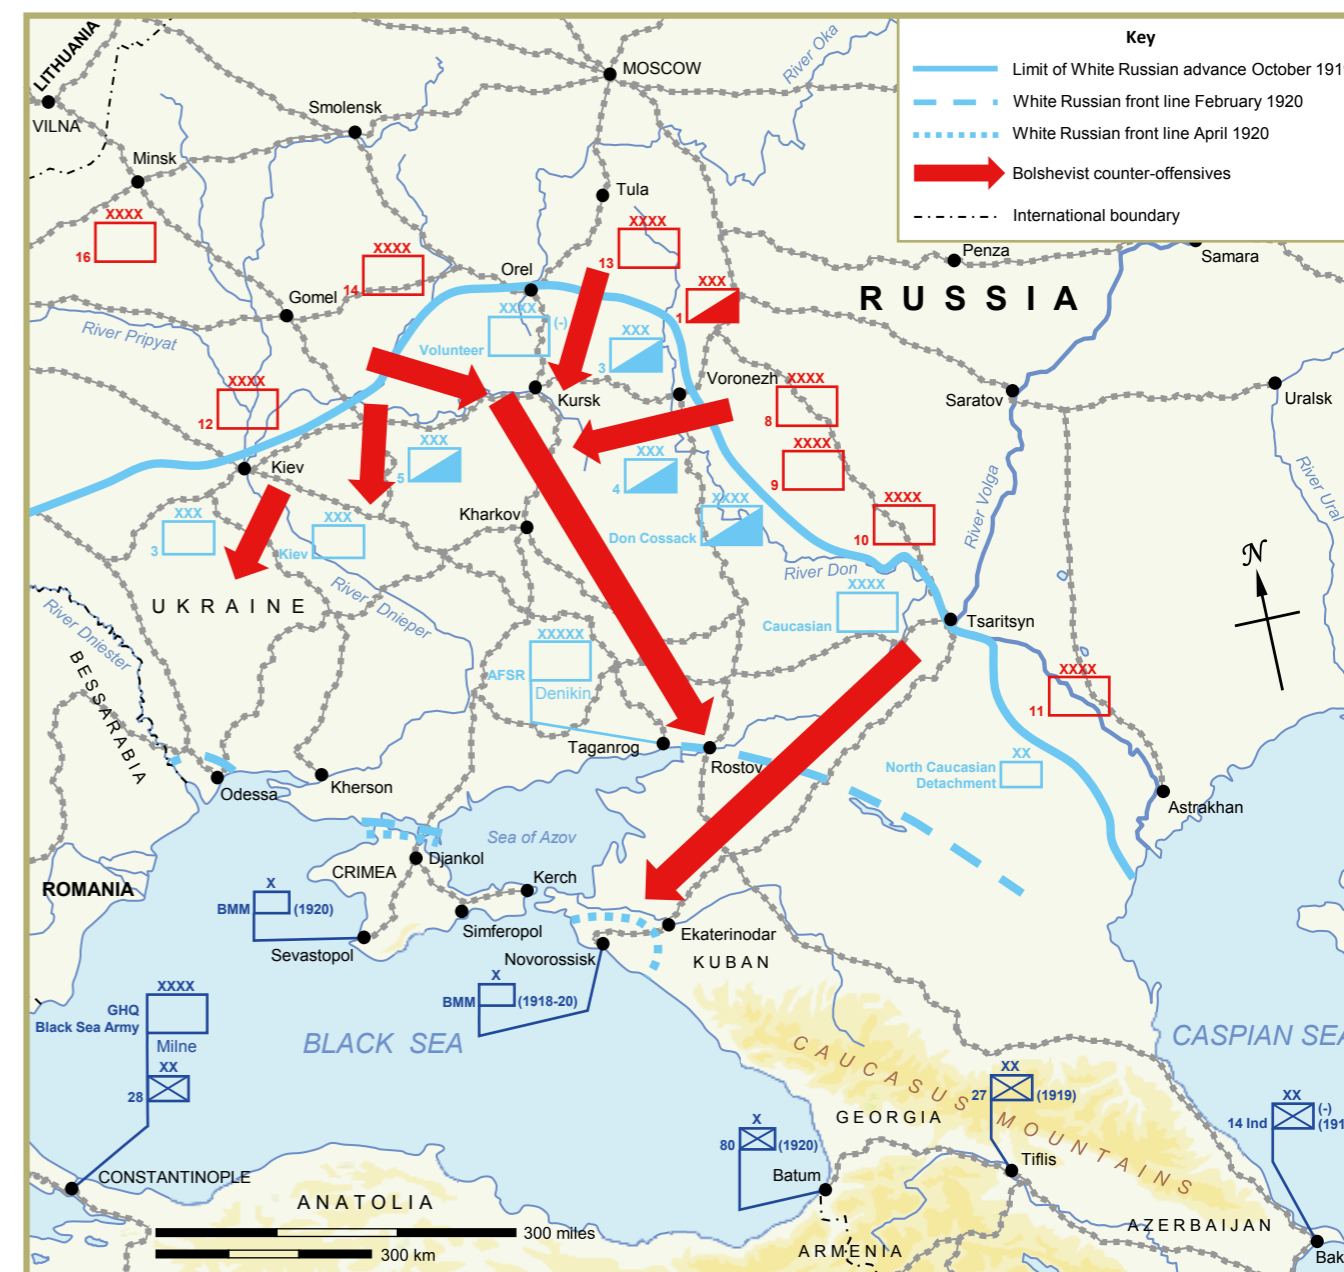 Key
Limit of White Russian advance October 191
White Russian front line February 1920
White Russian front line April 1920
Bolshevist counter-offensives
International boundary
LITHUANIA
VILNA
MOSCOW
River Oka
Smolensk
Minsk
Tula
XXXX
16
XXXX
14
XXXX
13
Orel
XXX
1
Penza
Samara
RUSSIA
Gomel
River Pripyat
XXXX
(-)
Volunteer
XXX
3
Voronezh
XXXX
8
Saratov
Uralsk
XXXX
12
Kursk
Kiev
XXX
5
XXX
4
XXXX
9
River Volga
River Ural
XXX
3
XXX
Kiev
Kharkov
XXXX
Don Cossack
XXXX
10
N
River Don
UKRAINE
River Dnieper
River Dniester
XXXX
Caucasian
Tsaritsyn
BESSARABIA
XXXXX
AFSR
Denikin
XXXX
11
Taganrog
Rostov
XX
North Caucasian
Detachment
Astrakhan
Odessa
Kherson
Sea of Azov
Djankol
CRIMEA
Kerch
ROMANIA
X
BMM
(1920)
Simferopol
Sevastopol
Ekaterinodar
Novorossisk
KUBAN
X
BMM
(1918-20)
XXXX
GHQ
Black Sea Army
Milne
XX
28
BLACK SEA
CASPIAN SEA
CAUCASUS MOUNTAINS
XX
27
(1919)
XX
14 Ind
(-)
(191
GEORGIA
X
80
(1920)
Batum
Tiflis
CONSTANTINOPLE
ANATOLIA
300 miles
300 km
ARMENIA
AZERBAIJAN
Bak